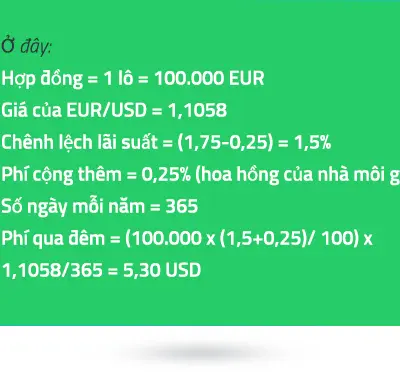 Ở đây:
Hợp đồng = 1 lô = 100.000 EUR
Giá của EUR/USD = 1,1058
Chênh lệch lãi suất = (1,75-0,25) = 1,5%
Phí cộng thêm = 0,25% (hoa hồng của nhà môi g
Số ngày mỗi năm = 365
Phí qua đêm = (100.000 x (1,5+0,25)/ 100) x
1,1058/365 = 5,30 USD